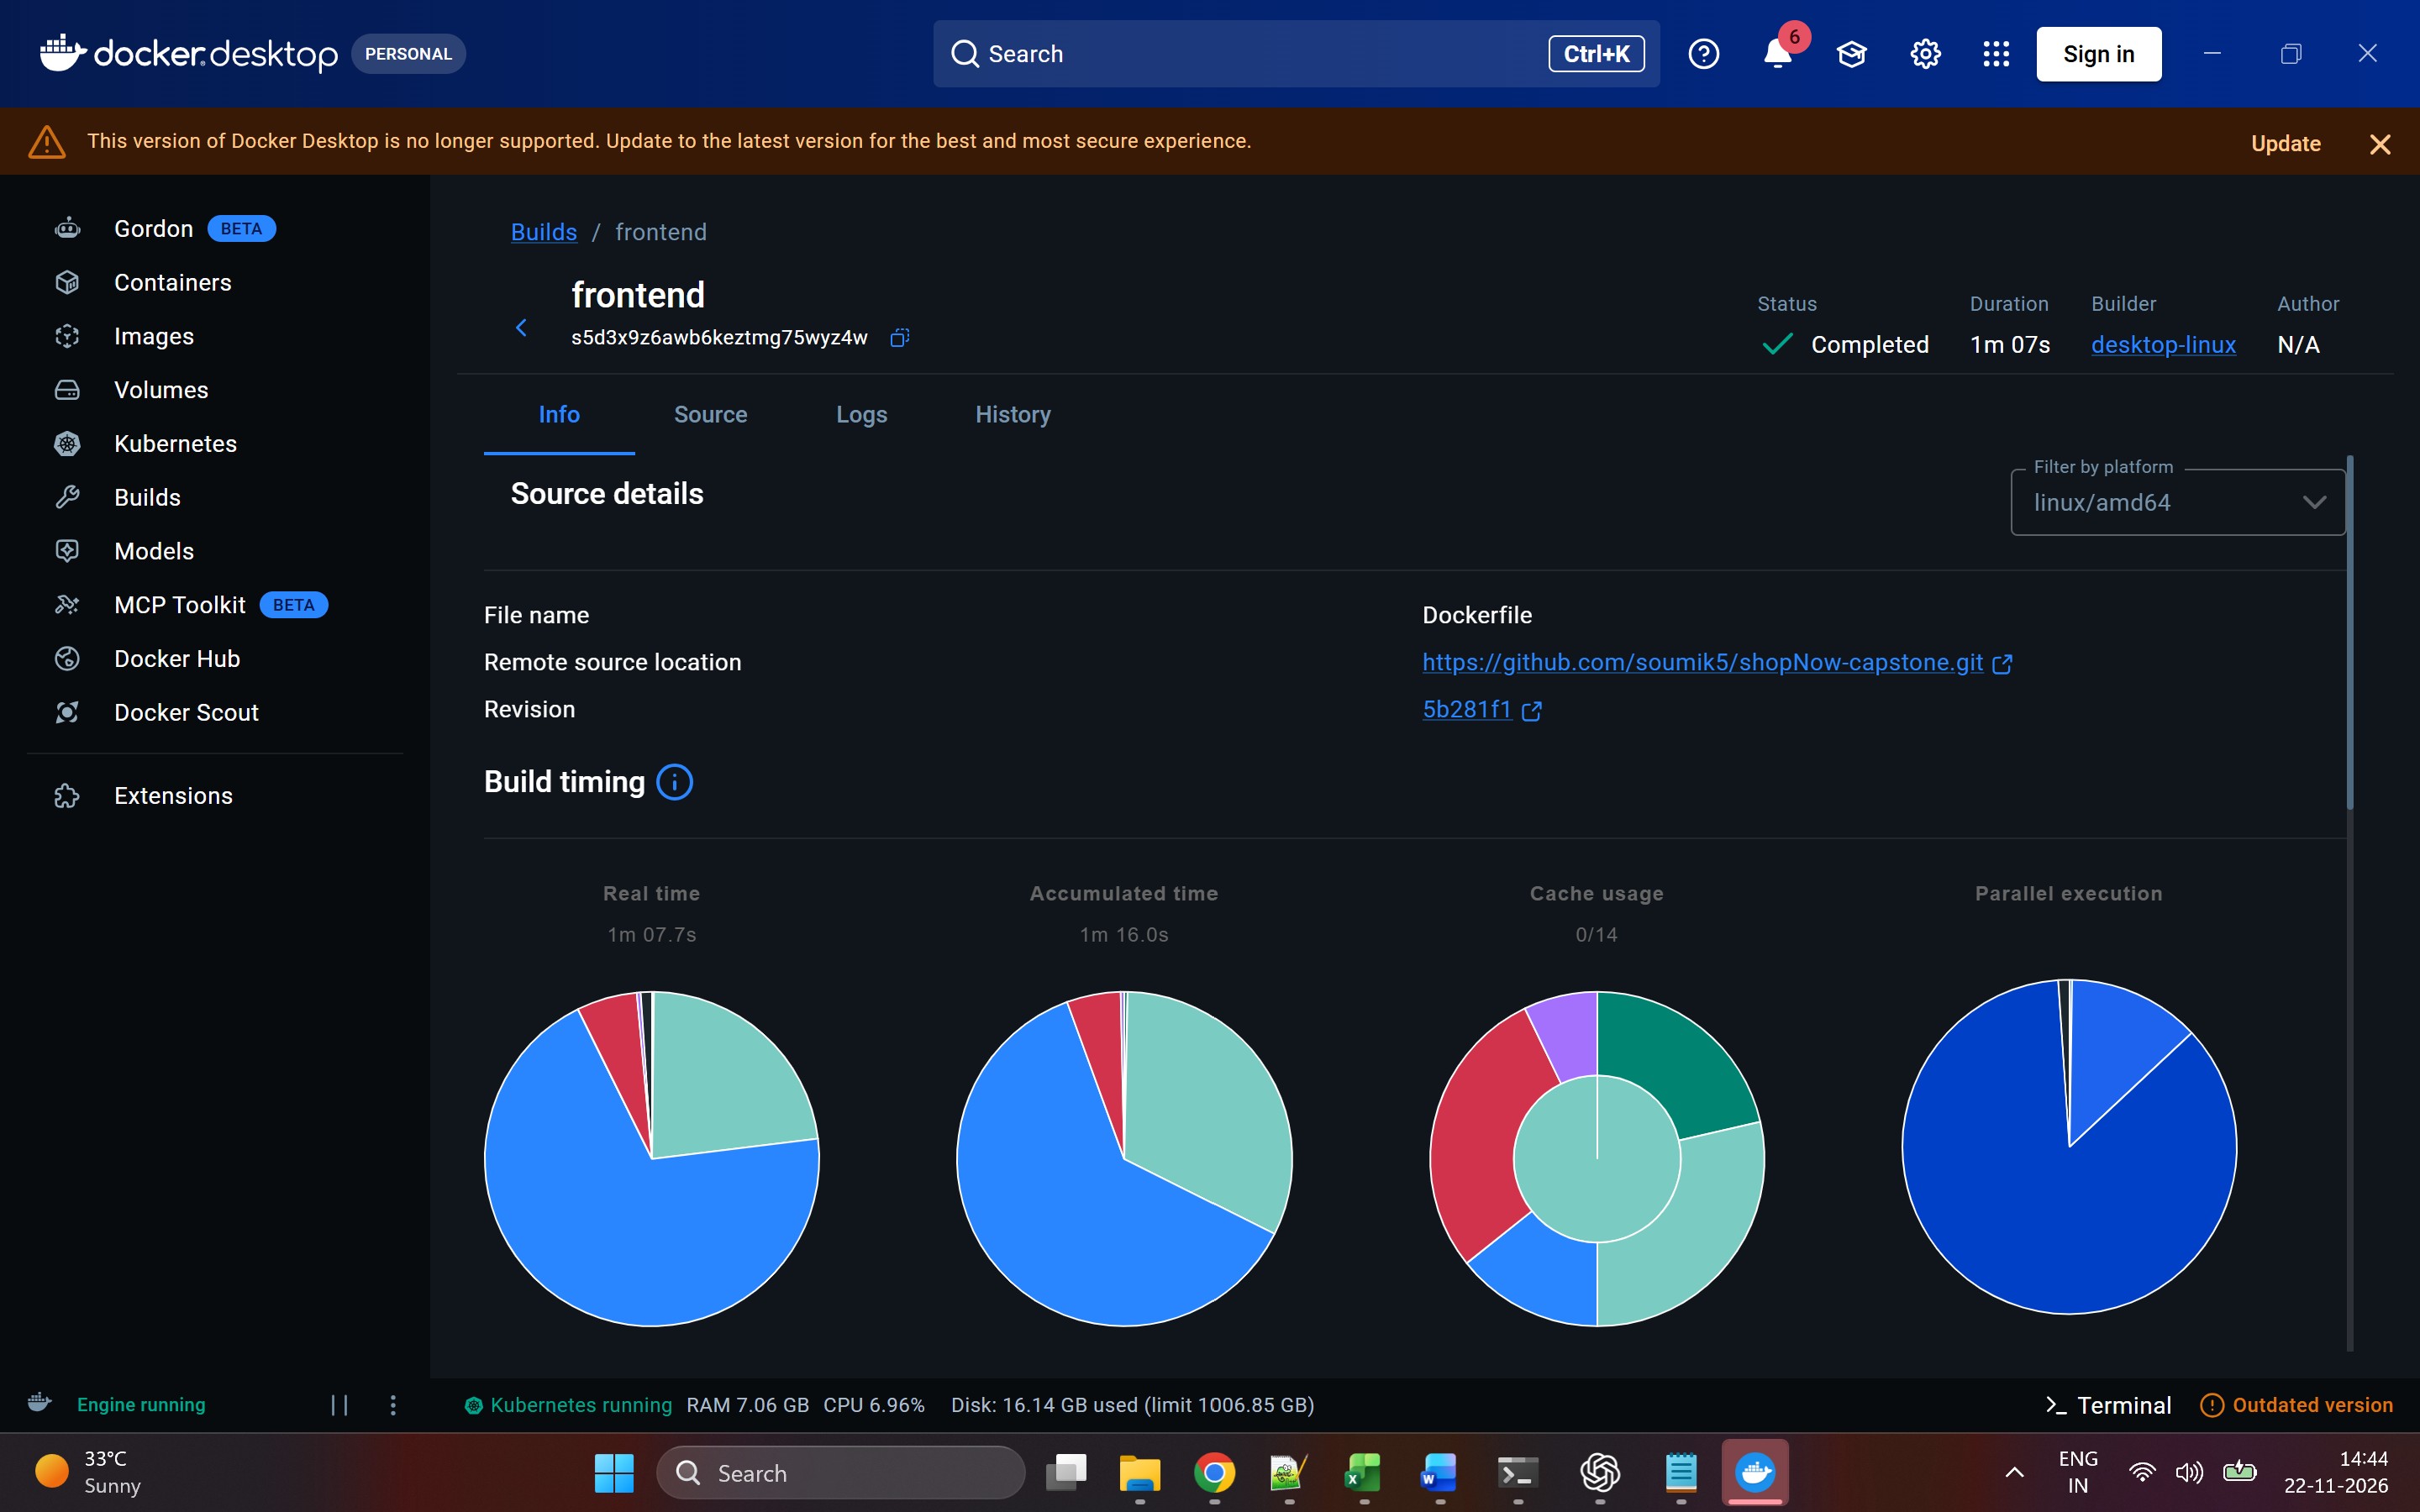 docker.desktop PERSONAL
Search Ctrl+K
6
Sign in
This version of Docker Desktop is no longer supported. Update to the latest version for the best and most secure experience.
Update
Gordon BETA
Containers
Images
Volumes
Kubernetes
Builds
Models
MCP Toolkit BETA
Docker Hub
Docker Scout
Extensions
Builds / frontend
frontend
s5d3x9z6awb6keztmg75wyz4w
Status Duration Builder Author
Completed 1m 07s desktop-linux N/A
Info Source Logs History
Source details
Filter by platform
linux/amd64
File name Dockerfile
Remote source location https://github.com/soumik5/shopNow-capstone.git
Revision 5b281f1
Build timing
Real time Accumulated time Cache usage Parallel execution
1m 07.7s 1m 16.0s 0/14
Engine running Kubernetes running RAM 7.06 GB CPU 6.96% Disk: 16.14 GB used (limit 1006.85 GB) Terminal Outdated version
33°C
Sunny
Search
ENG
IN
14:44
22-11-2026